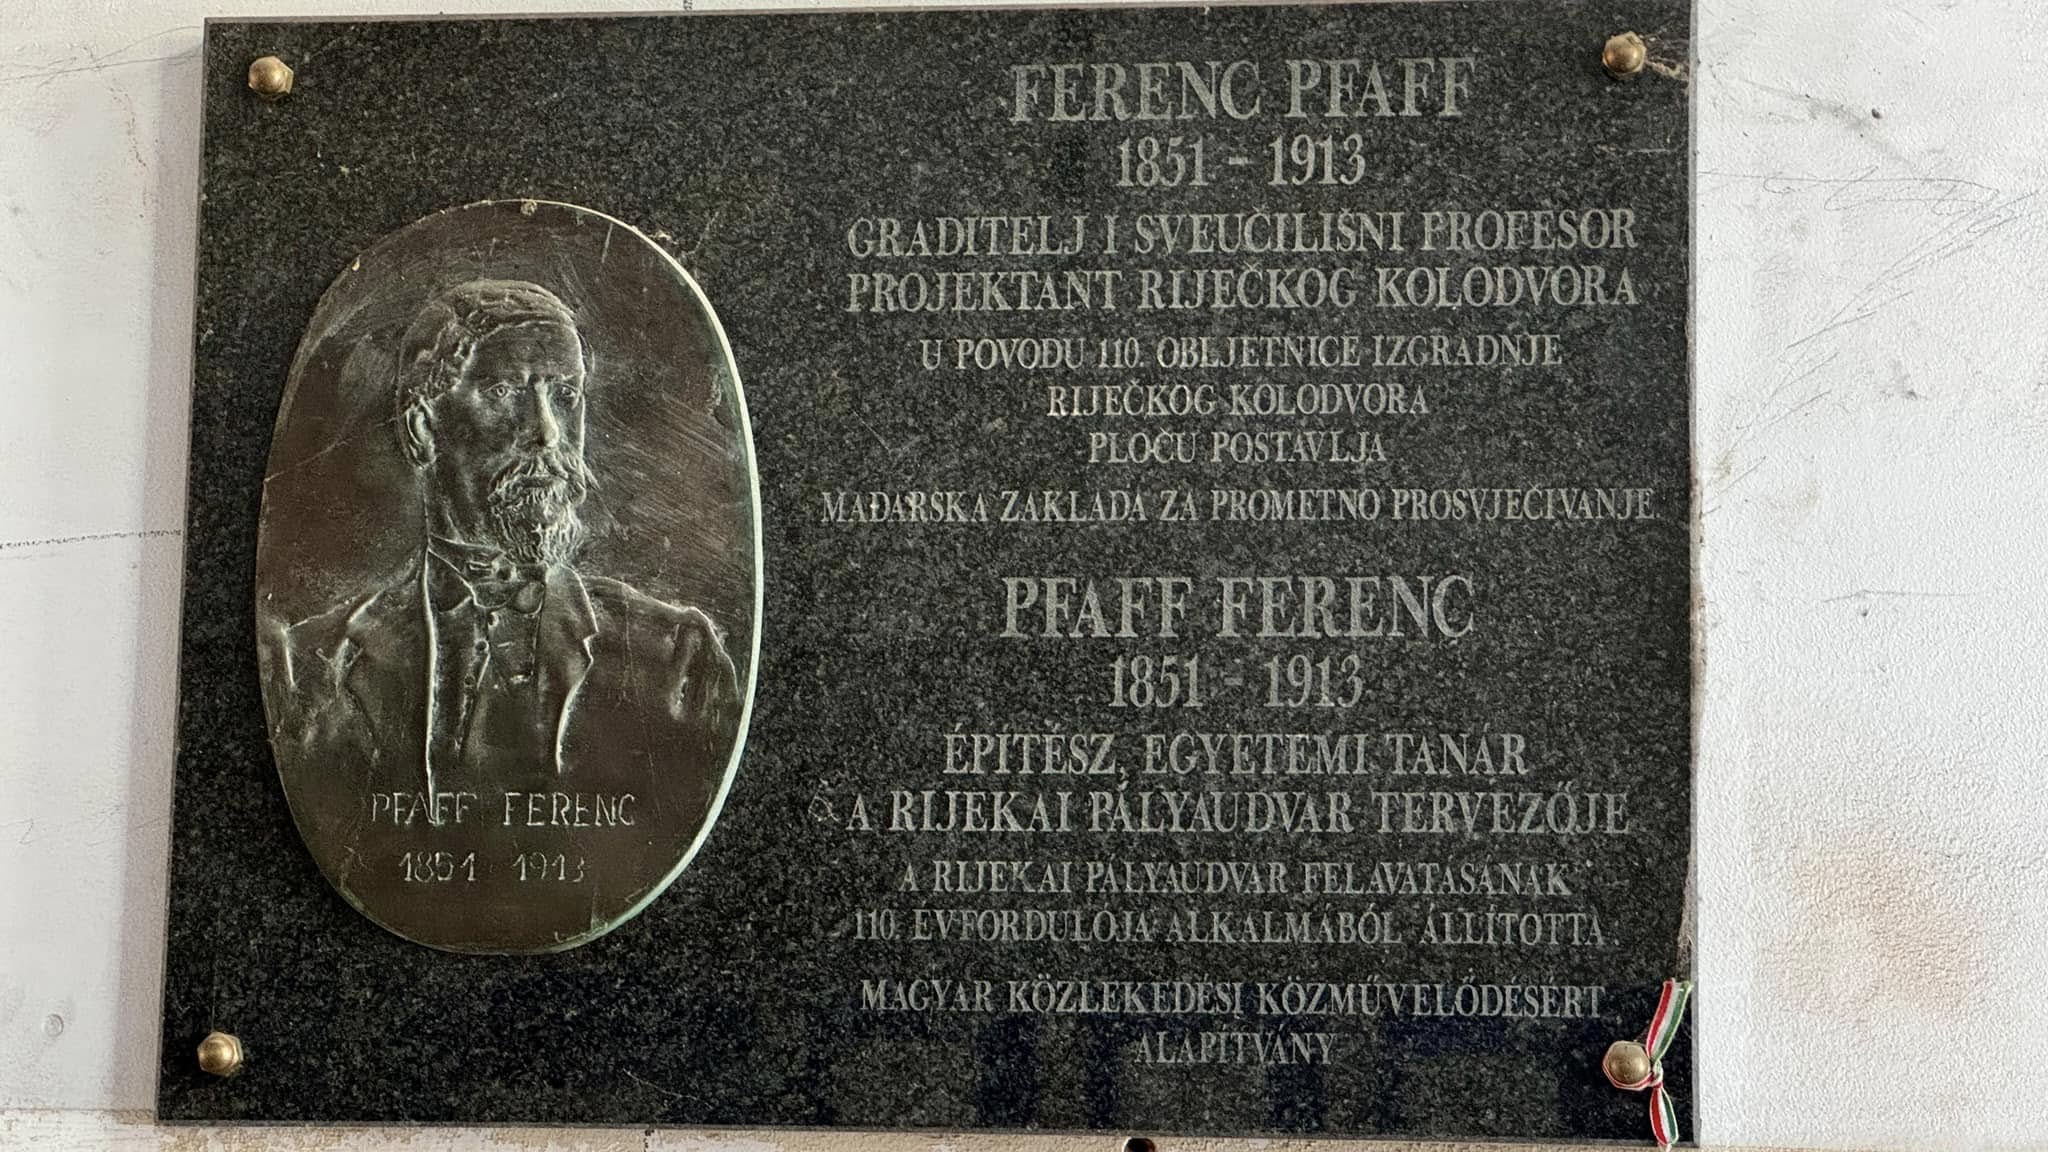 FERENC PFAFF
1851 - 1913
GRADITELJ I SVEUČILIŠNI PROFESOR
PROJEKTANT RIJEČKOG KOLODVORA
U POVODU 110. OBLJETNICE IZGRADNJE
RIJEČKOG KOLODVORA
PLOČU POSTAVLJA
MAĐARSKA ZAKLADA ZA PROMETNO PROSVJEĆIVANJE
PFAFF FERENC
1851 - 1913
ÉPÍTÉSZ, EGYETEMI TANÁR
A RIJEKAI PÁLYAUDVAR TERVEZŐJE
A RIJEKAI PÁLYAUDVAR FELAVATÁSÁNAK
110. ÉVFORDULÓJA ALKALMÁBÓL ÁLLÍTOTTA:
MAGYAR KÖZLEKEDÉSI KÖZMŰVELŐDÉSÉRT
ALAPÍTVÁNY
PFAFF FERENC
1851 1913